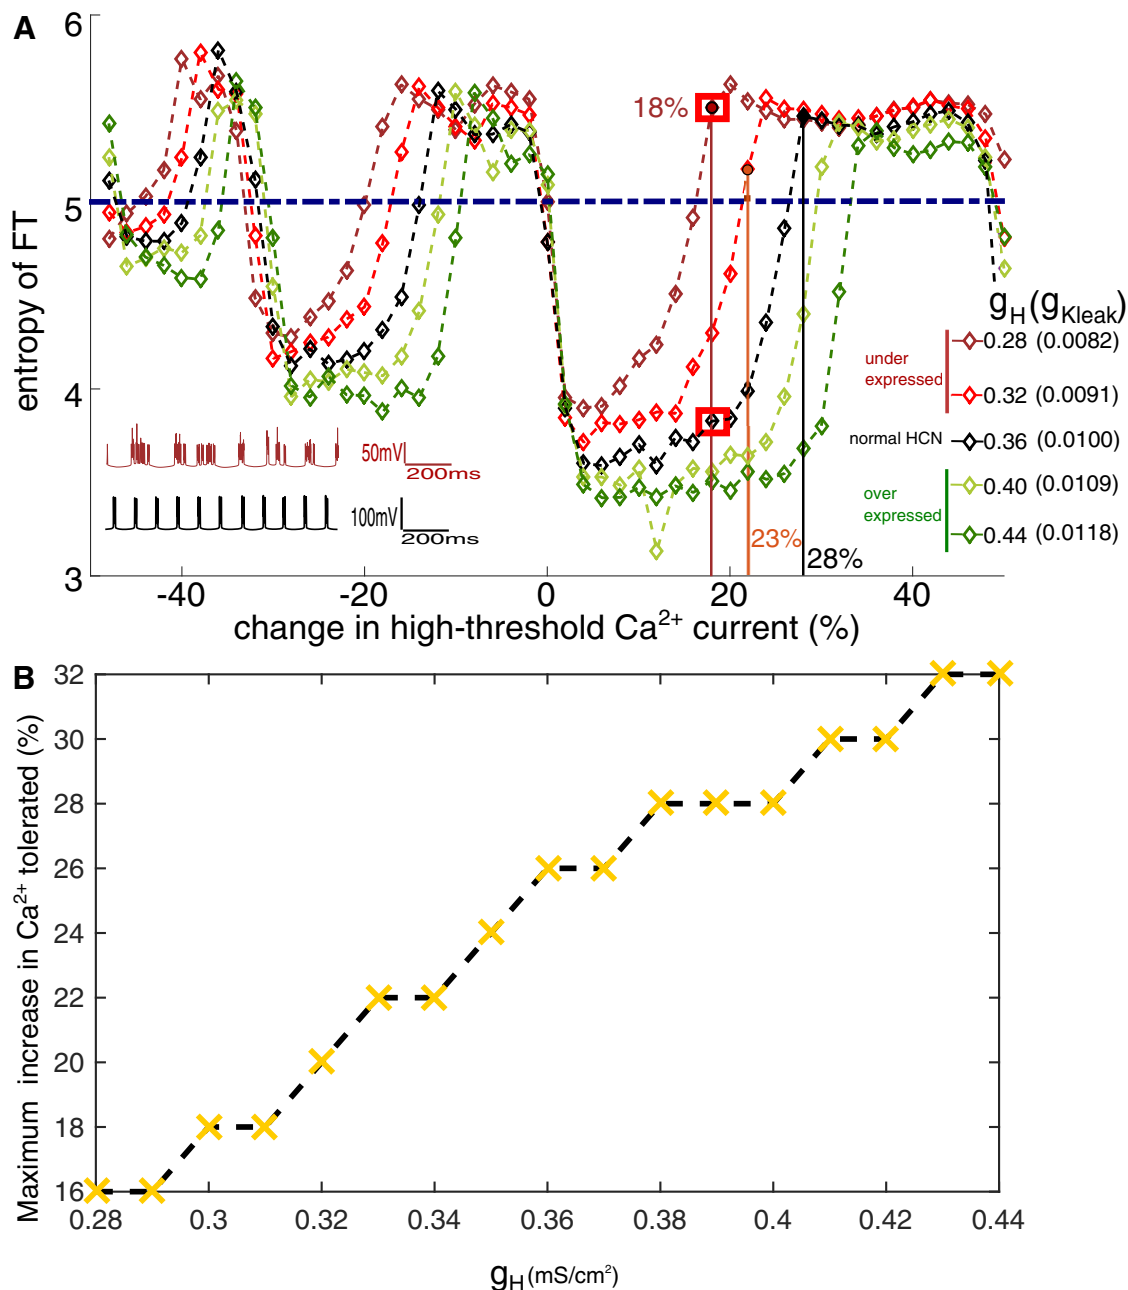 A
6
5
4
3
entropy of FT
18%
23%
28%
50mV
200ms
100mV
200ms
gH(gKleak)
under
expressed
0.28 (0.0082)
0.32 (0.0091)
normal HCN
0.36 (0.0100)
over
expressed
0.40 (0.0109)
0.44 (0.0118)
-40 -20 0 20 40
change in high-threshold Ca²⁺ current (%)
B
32
30
28
26
24
22
20
18
16
Maximum increase in Ca²⁺ tolerated (%)
0.28 0.3 0.32 0.34 0.36 0.38 0.4 0.42 0.44
gH (mS/cm²)